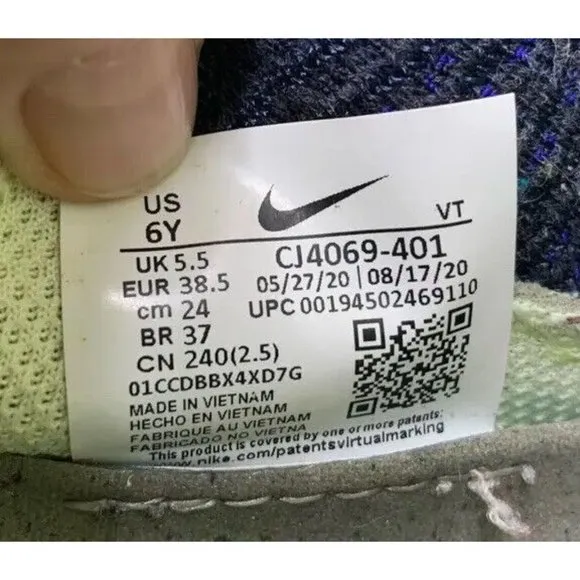 US
6Y
VT
UK 5.5
EUR 38.5
cm 24
BR 37
CN 240(2.5)
CJ4069-401
05/27/20 | 08/17/20
UPC 00194502469110
01CCDBBX4XD7G
MADE IN VIETNAM
HECHO EN VIETNAM
FABRIQUE AU VIETNAM
FABRICADO NO VIETNA
This product is covered by one or more patents:
www.nike.com/patentsvirtualmarking